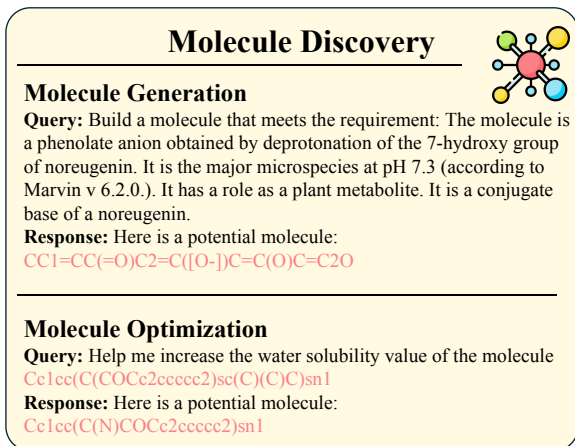 Molecule Discovery
Molecule Generation
Query: Build a molecule that meets the requirement: The molecule is
a phenolate anion obtained by deprotonation of the 7-hydroxy group
of noreugenin. It is the major microspecies at pH 7.3 (according to
Marvin v 6.2.0.). It has a role as a plant metabolite. It is a conjugate
base of a noreugenin.
Response: Here is a potential molecule:
CC1=CC(=O)C2=C([O-])C=C(O)C=C2O
Molecule Optimization
Query: Help me increase the water solubility value of the molecule
Cc1cc(C(COCc2ccccc2)sc(C)(C)C)sn1
Response: Here is a potential molecule:
Cc1cc(C(N)COCc2ccccc2)sn1